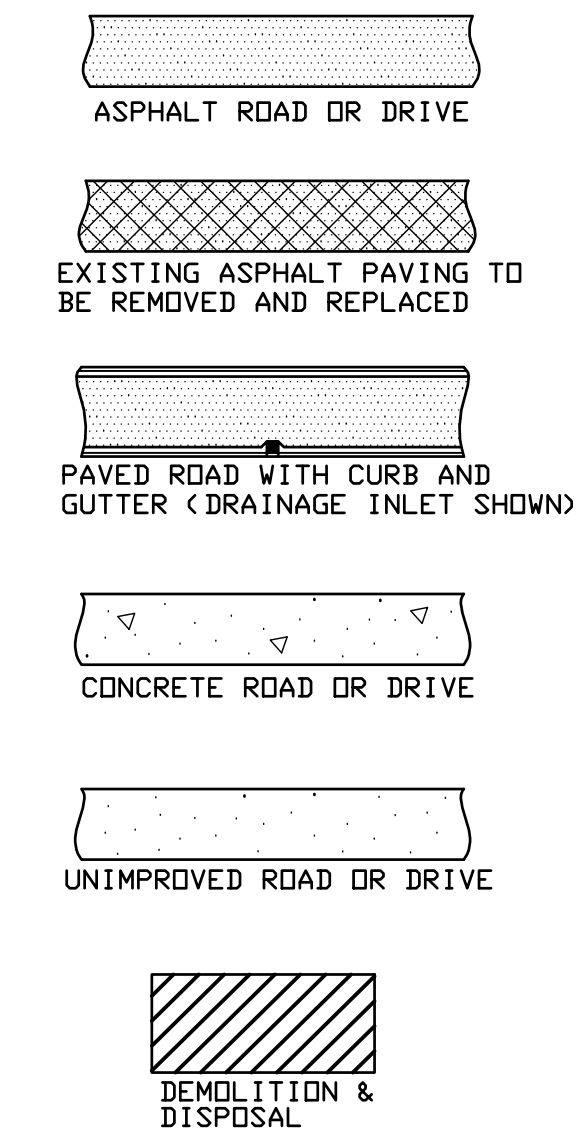 ASPHALT ROAD OR DRIVE
EXISTING ASPHALT PAVING TO
BE REMOVED AND REPLACED
PAVED ROAD WITH CURB AND
GUTTER (DRAINAGE INLET SHOWN)
CONCRETE ROAD OR DRIVE
UNIMPROVED ROAD OR DRIVE
DEMOLITION &
DISPOSAL